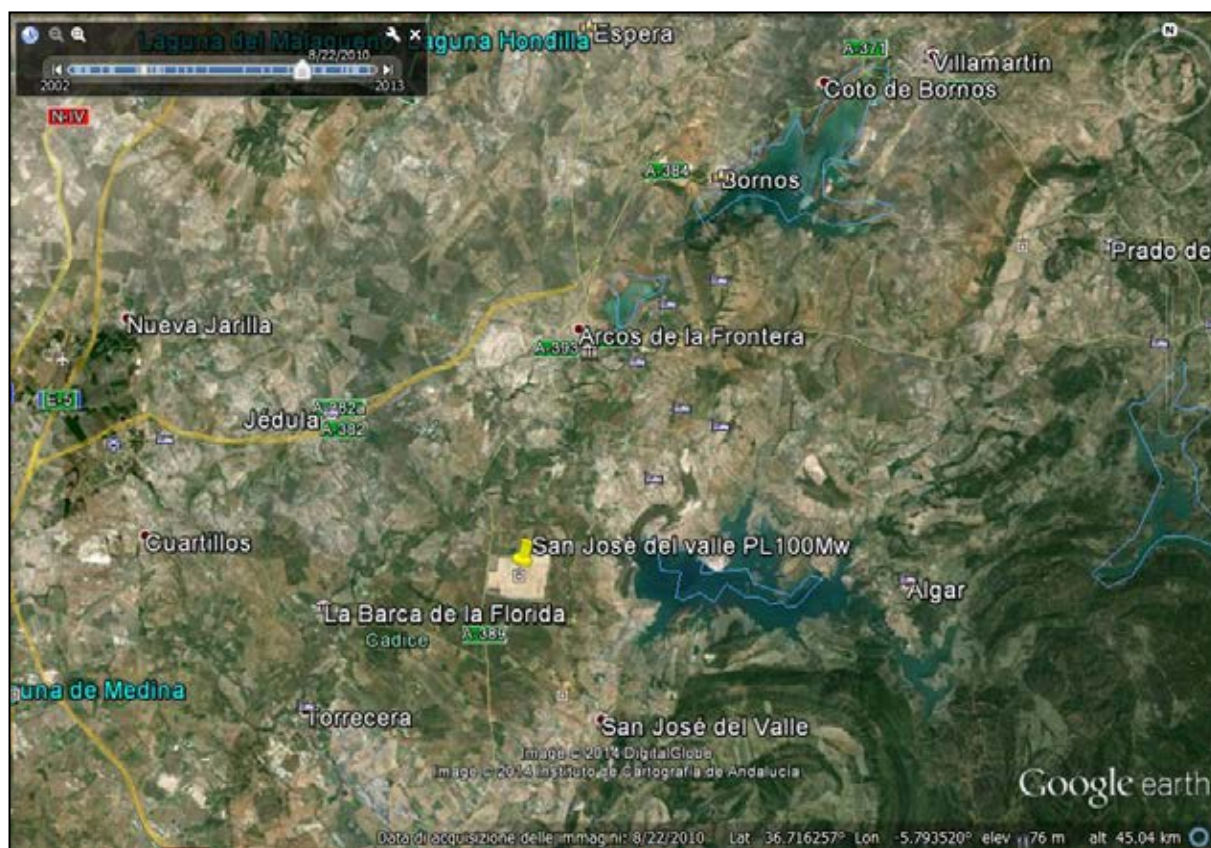 Espera
Laguna del Malaqueño Laguna Hondilla
8/22/2010
2002
2013
A-371
Villamartín
Coto de Bornos
N
N-IV
A-384
Bornos
Prado de
Nueva Jarilla
Arcos de la Frontera
A-393
E-5
Jédula
A-382a
A-382
Cuartillos
San José del valle PL100Mw
La Barca de la Florida
Algar
Cadice
A-389
una de Medina
Torrecera
San José del Valle
Image © 2014 DigitalGlobe
Image © 2014 Instituto de Cartografía de Andalucía
Google earth
Data di acquisizione delle immagini: 8/22/2010 Lat 36.716257° Lon -5.793520° elev 76 m alt 45.04 km